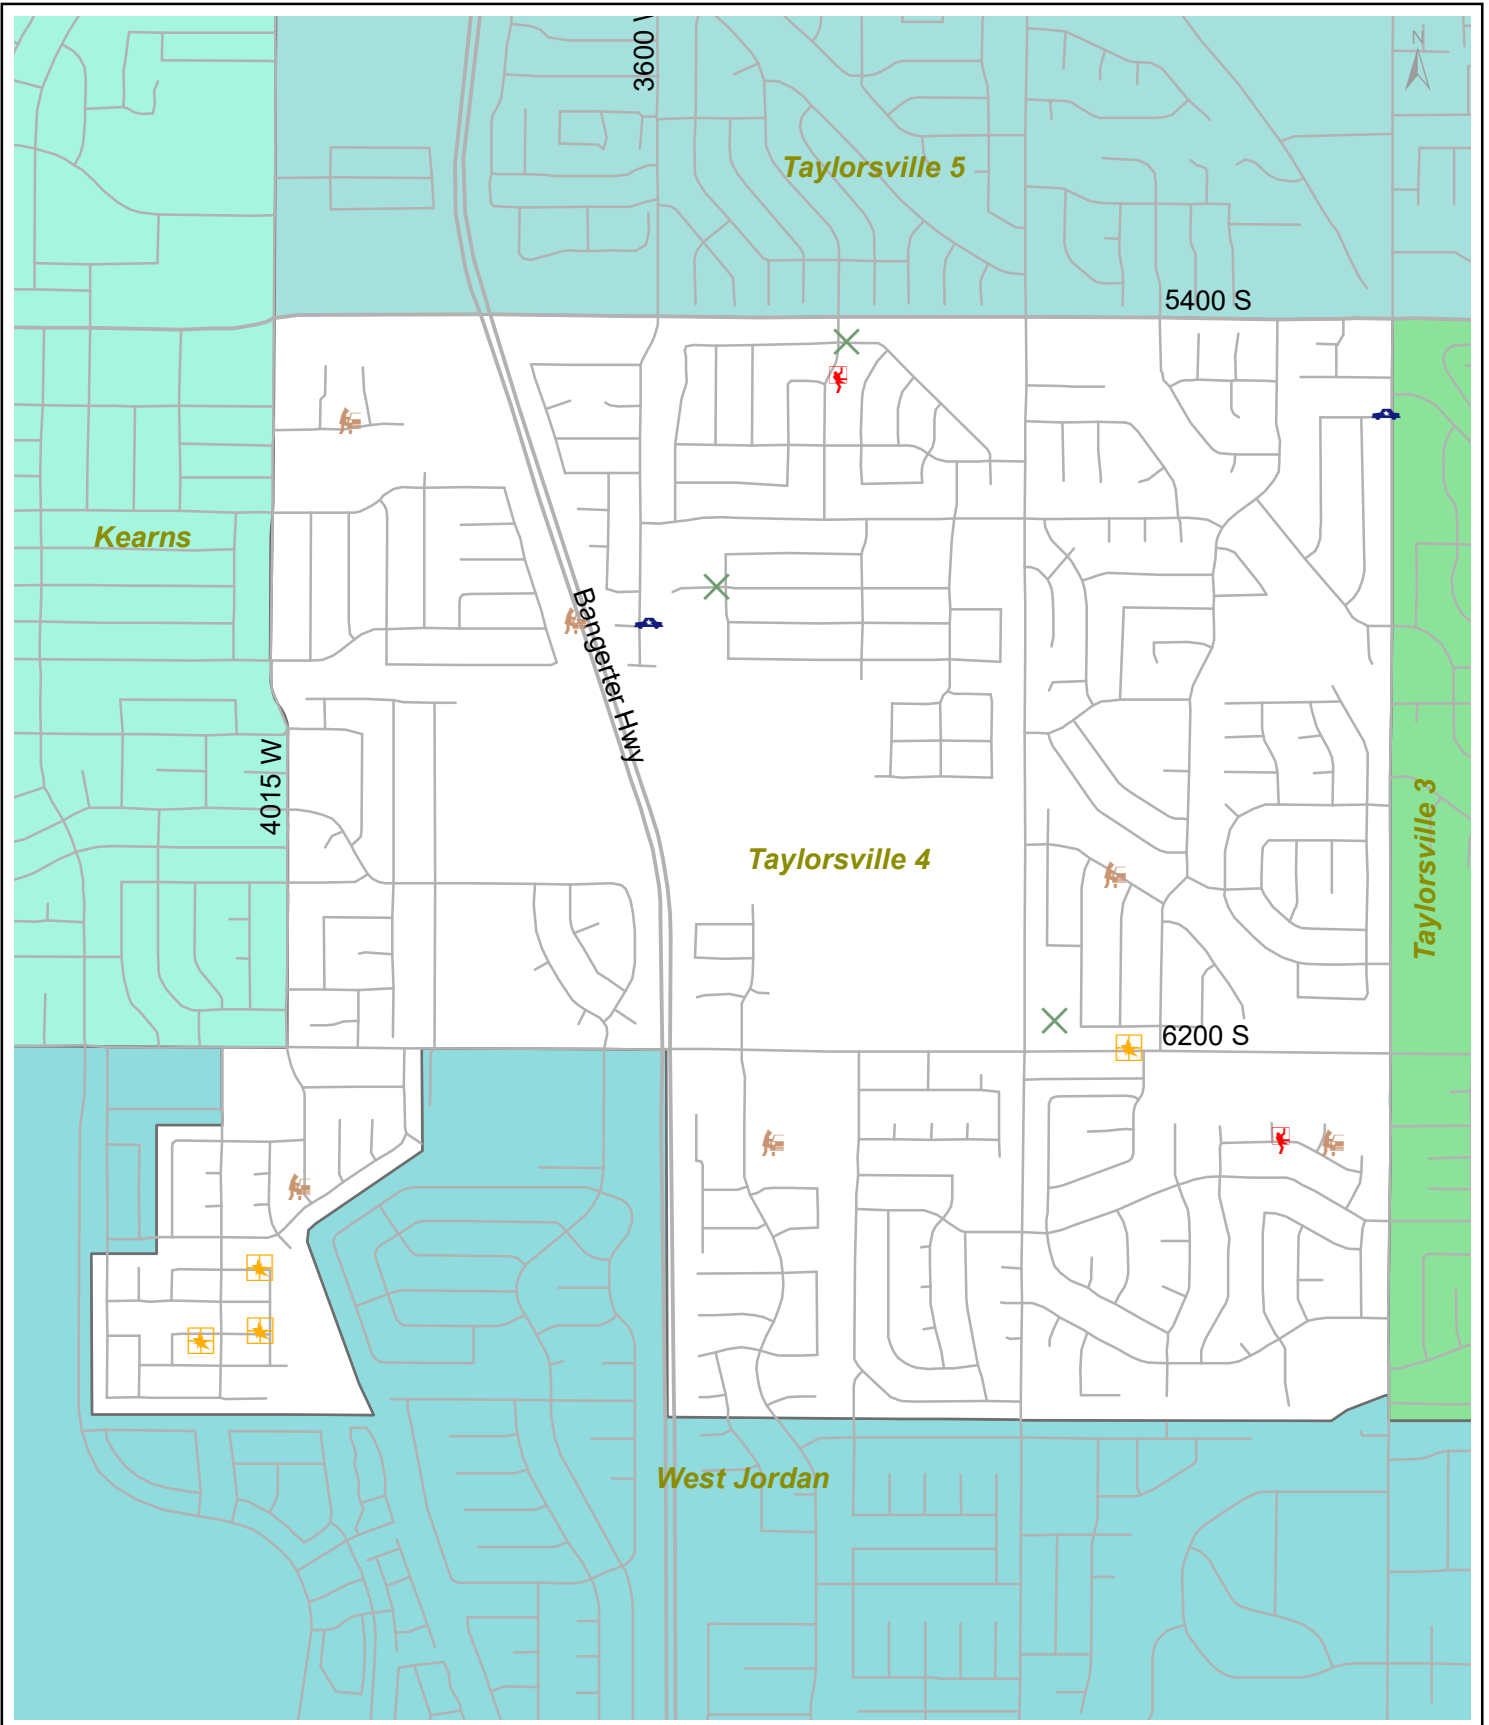 3600 W
N
Taylorsville 5
5400 S
Kearns
Bangerter Hwy
4015 W
Taylorsville 4
Taylorsville 3
6200 S
West Jordan